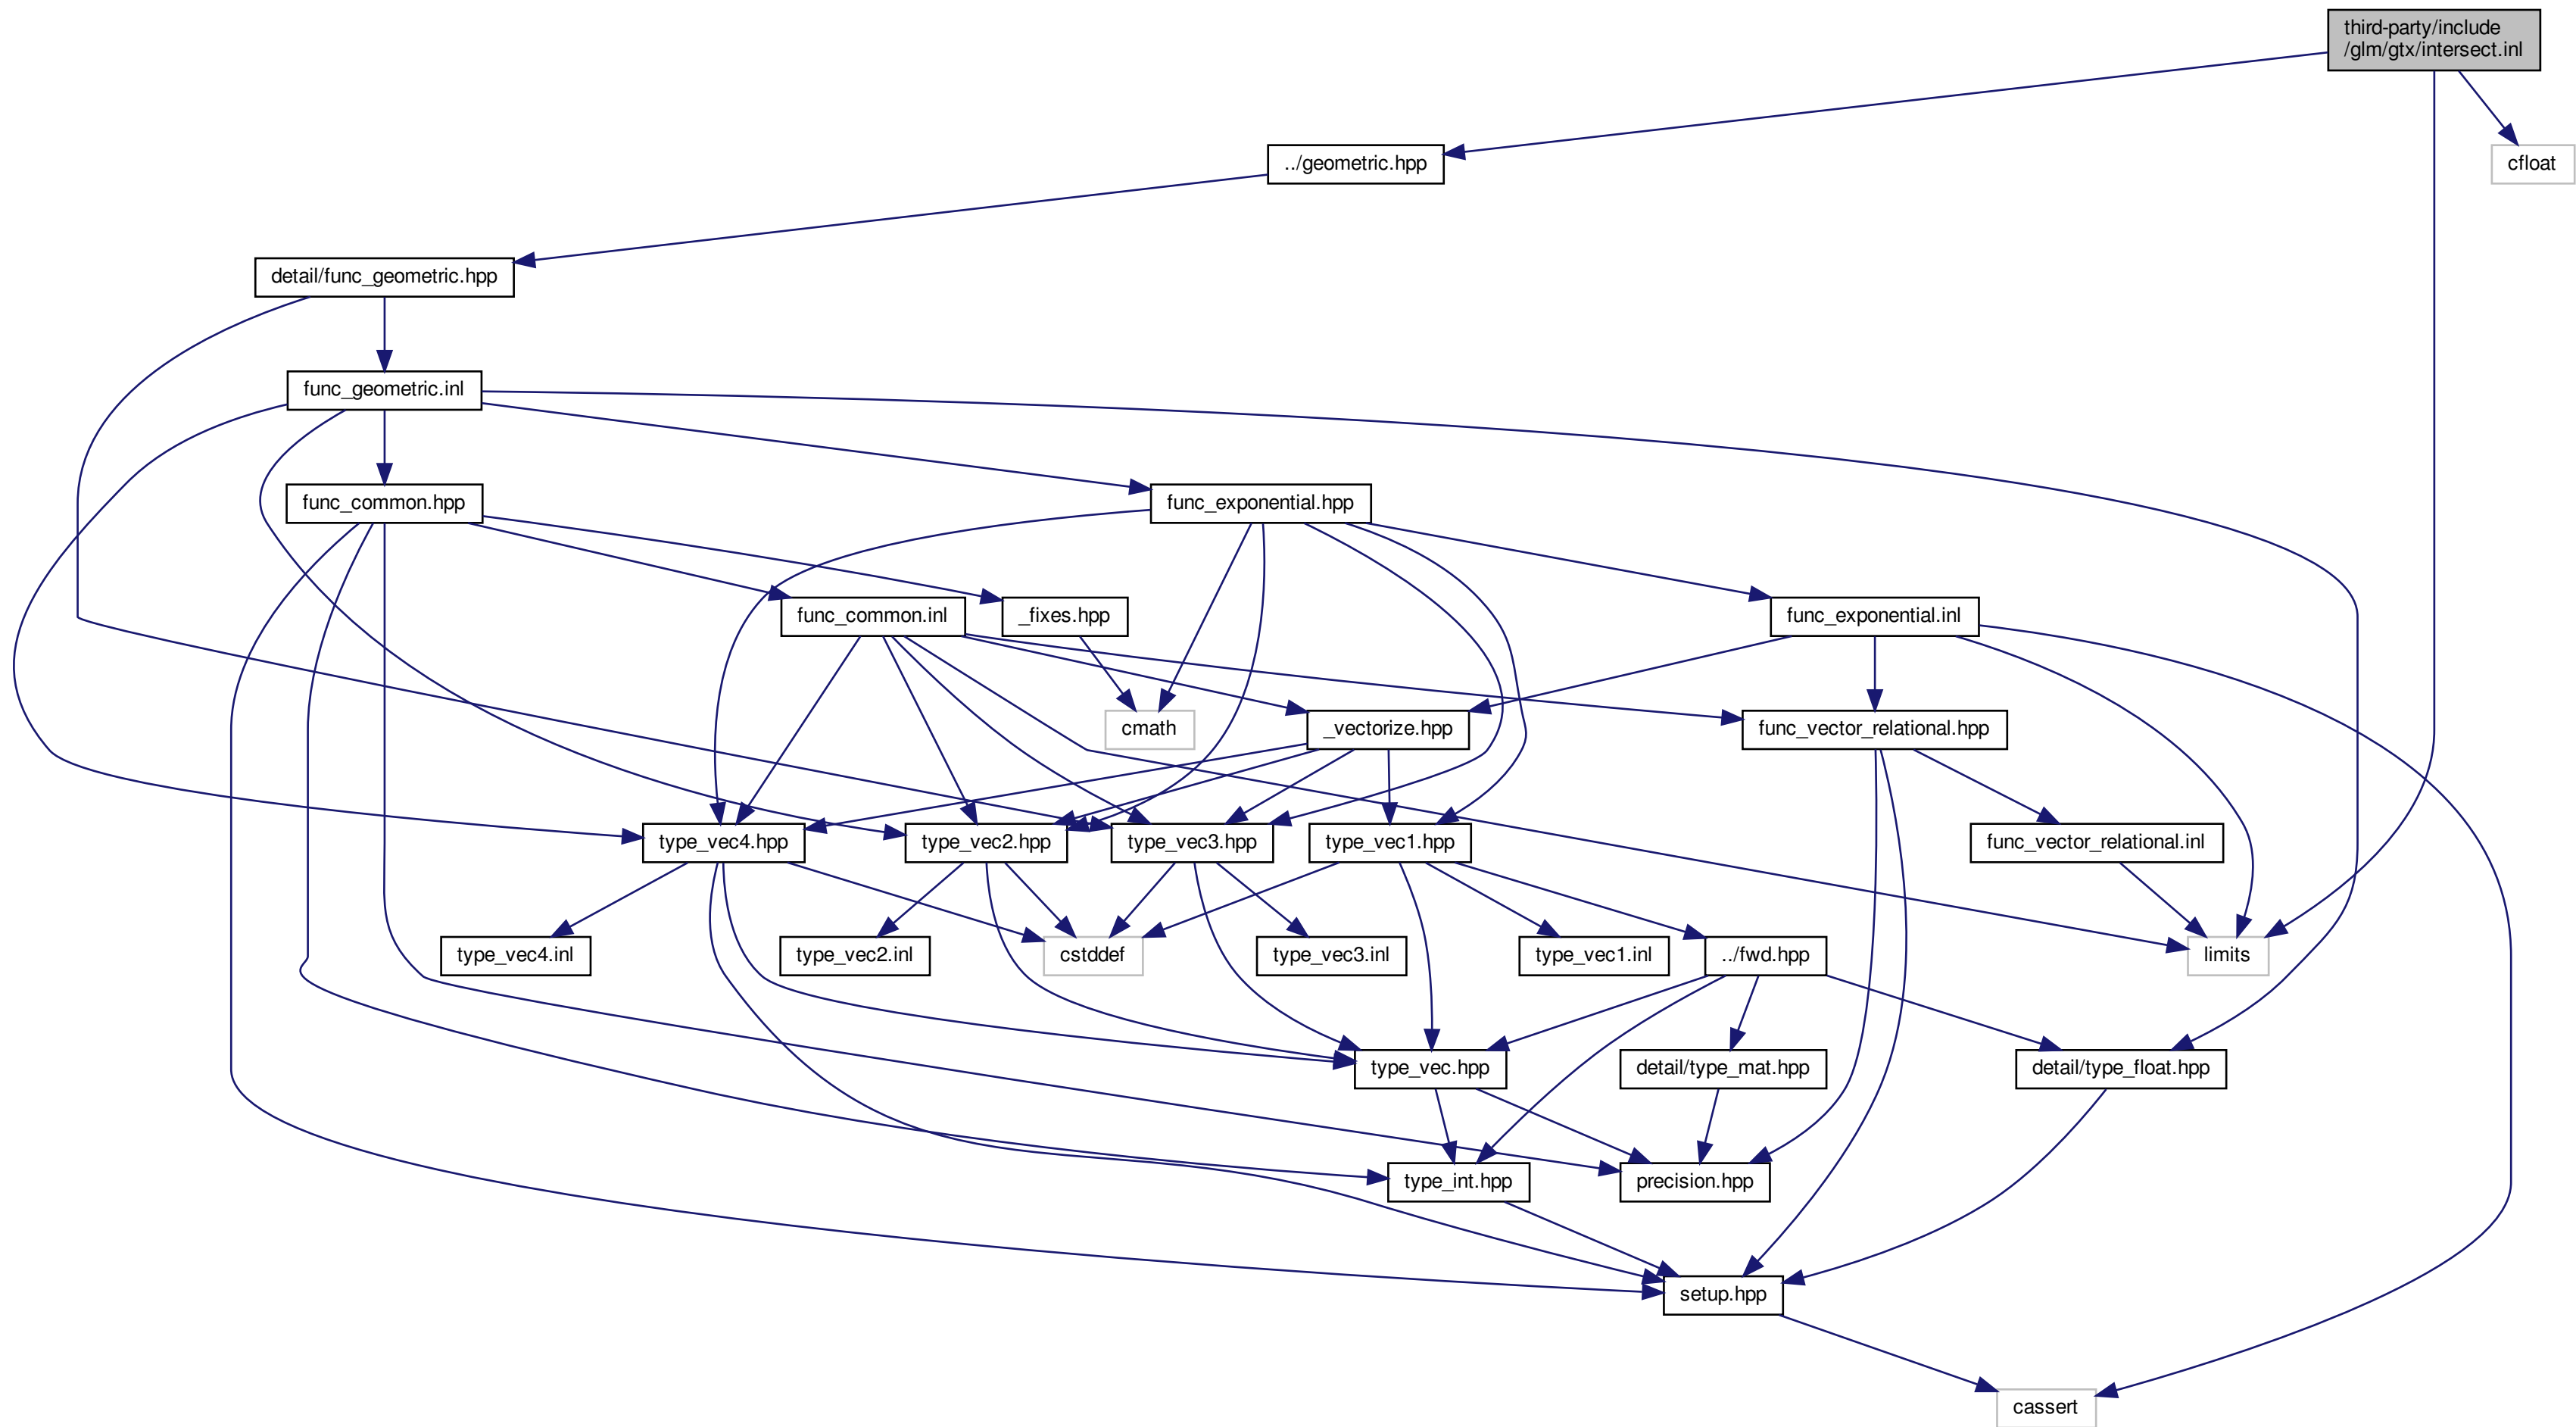 third-party/include
/glm/gtx/intersect.inl
../geometric.hpp
cfloat
detail/func_geometric.hpp
func_geometric.inl
func_common.hpp
func_exponential.hpp
func_common.inl
_fixes.hpp
func_exponential.inl
cmath
_vectorize.hpp
func_vector_relational.hpp
type_vec4.hpp
type_vec2.hpp
type_vec3.hpp
type_vec1.hpp
func_vector_relational.inl
type_vec4.inl
type_vec2.inl
cstddef
type_vec3.inl
type_vec1.inl
../fwd.hpp
limits
type_vec.hpp
detail/type_mat.hpp
detail/type_float.hpp
type_int.hpp
precision.hpp
setup.hpp
cassert